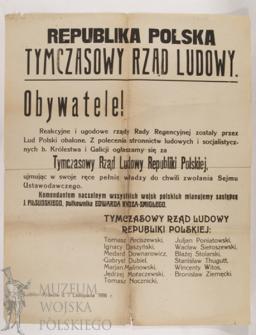 REPUBLIKA POLSKA
TYMCZASOWY RZĄD LUDOWY.
Obywatele!
Reakcyjne i ugodowe rządy Rady Regencyjnej zostały przez
Lud Polski obalone. Z polecenia stronnictw ludowych i socjalistycz-
nych b. Królestwa i Galicji ogłaszamy się za
Tymczasowy Rząd Ludowy Republiki Polskiej,
ujmując w swoje ręce pełnię władzy do chwili zwołania Sejmu
Ustawodawczego.
Komendantem naczelnym wszystkich wojsk polskich mianujemy zastępcę
J. PIŁSUDSKIEGO, pułkownika EDWARDA RYDZA-ŚMIGŁEGO.
TYMCZASOWY RZĄD LUDOWY
REPUBLIKI POLSKIEJ:
Tomasz Arciszewski, Juljan Poniatowski,
Ignacy Daszyński, Wacław Sieroszewski,
Medard Downarowicz, Błażej Stolarski,
Gabryel Dubiel, Stanisław Thugutt,
Marjan Malinowski, Wincenty Witos,
Jędrzej Moraczewski, Bronisław Ziemięcki.
Tomasz Nocznicki,
Kraków d. 7 Listopada 1918 r.
MUZEUM
WOJSKA
POLSKIEGO